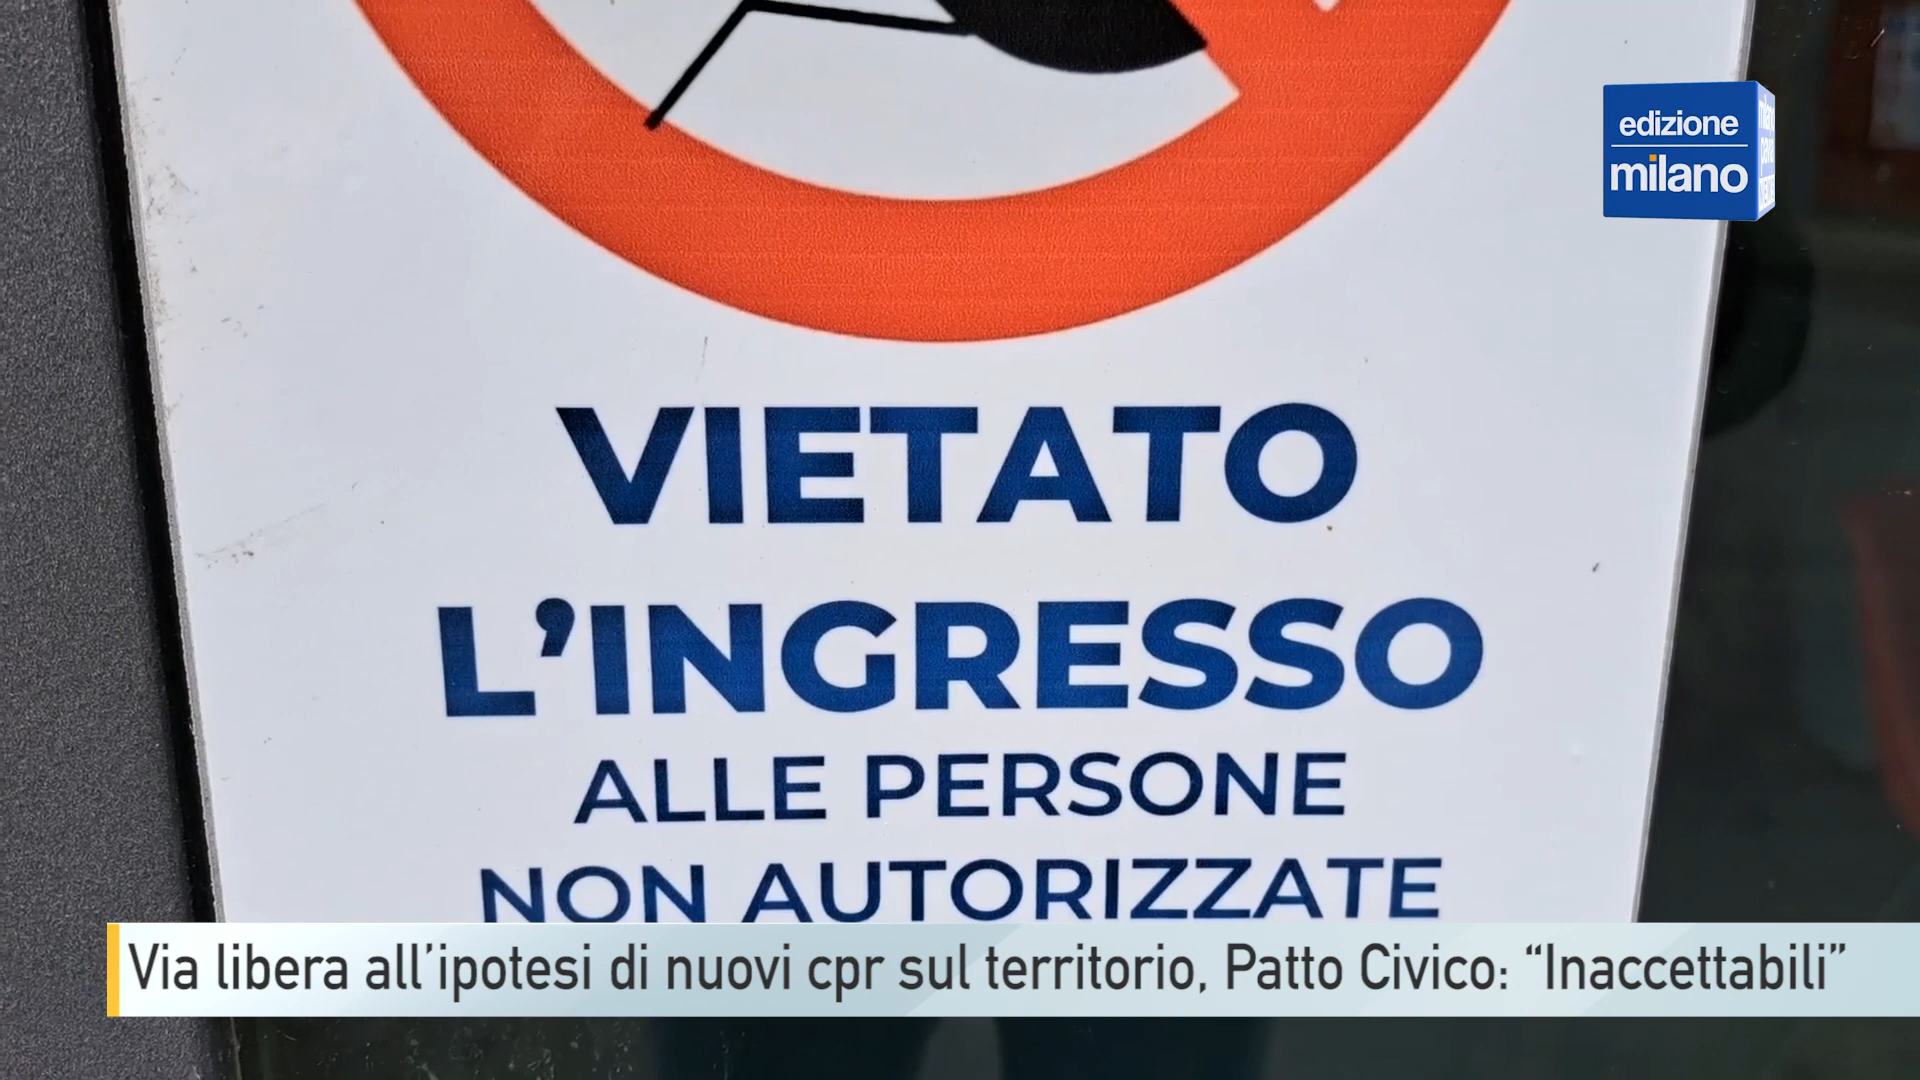 edizione
milano
VIETATO
L’INGRESSO
ALLE PERSONE
NON AUTORIZZATE
Via libera all’ipotesi di nuovi cpr sul territorio, Patto Civico: “Inaccettabili”